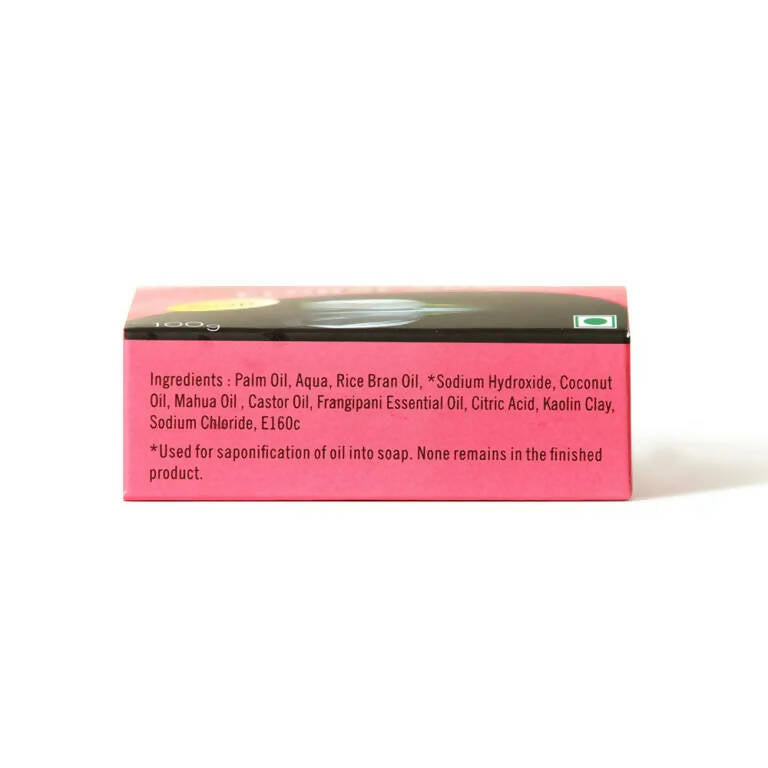 100g
Ingredients : Palm Oil, Aqua, Rice Bran Oil, *Sodium Hydroxide, Coconut
Oil, Mahua Oil , Castor Oil, Frangipani Essential Oil, Citric Acid, Kaolin Clay,
Sodium Chloride, E160c
*Used for saponification of oil into soap. None remains in the finished
product.